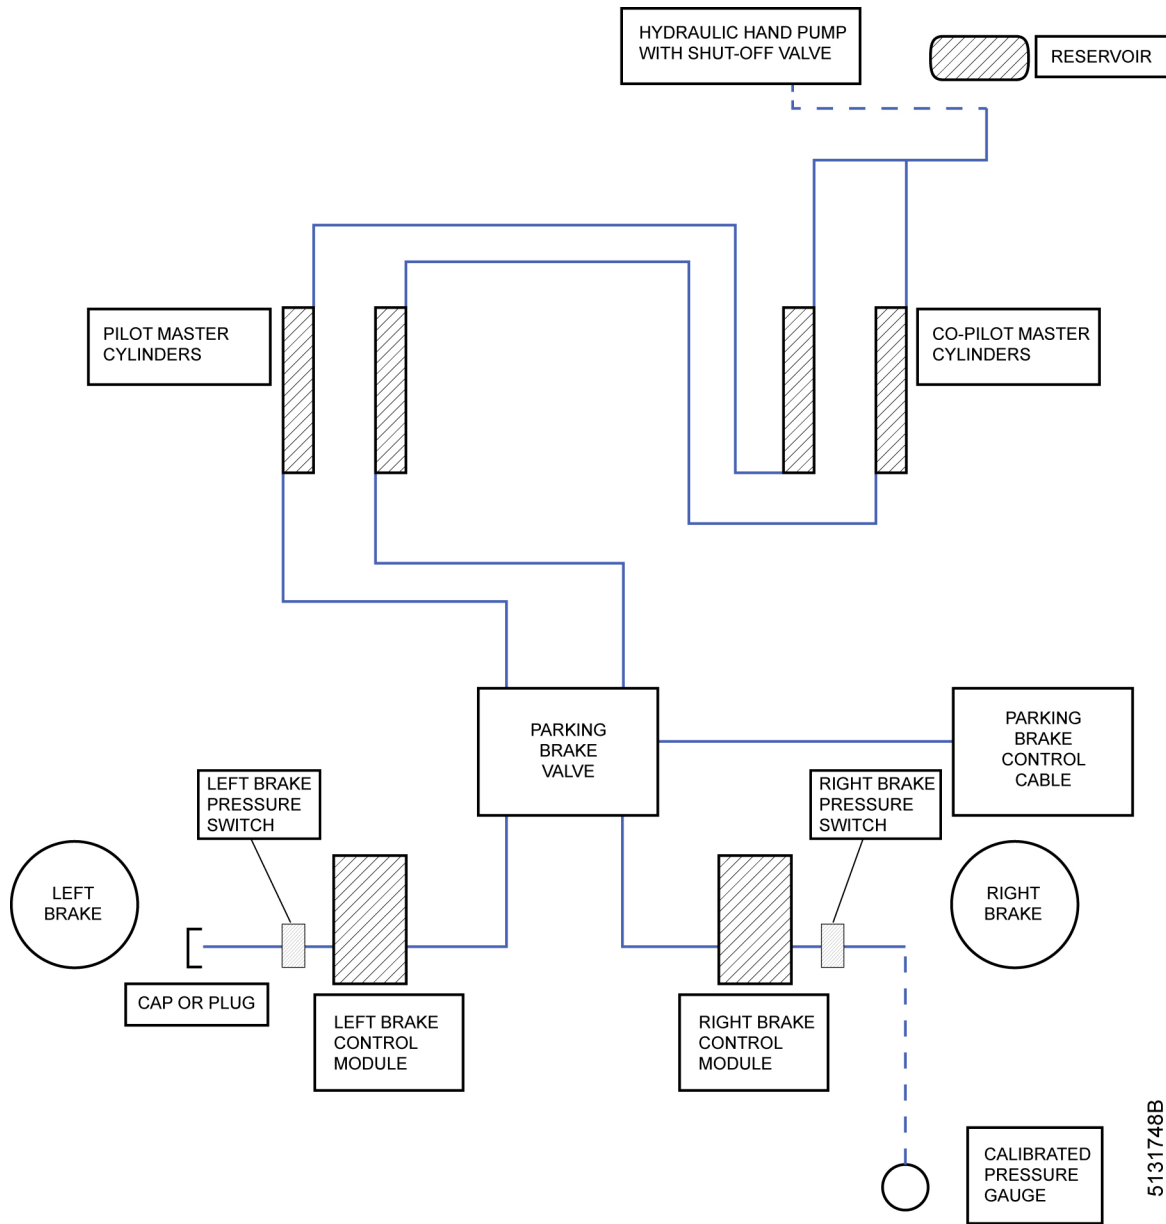 HYDRAULIC HAND PUMP
WITH SHUT-OFF VALVE
RESERVOIR
PILOT MASTER
CYLINDERS
CO-PILOT MASTER
CYLINDERS
PARKING
BRAKE
VALVE
PARKING
BRAKE
CONTROL
CABLE
LEFT BRAKE
PRESSURE
SWITCH
RIGHT BRAKE
PRESSURE
SWITCH
LEFT
BRAKE
RIGHT
BRAKE
CAP OR PLUG
LEFT BRAKE
CONTROL
MODULE
RIGHT BRAKE
CONTROL
MODULE
CALIBRATED
PRESSURE
GAUGE
5131748B